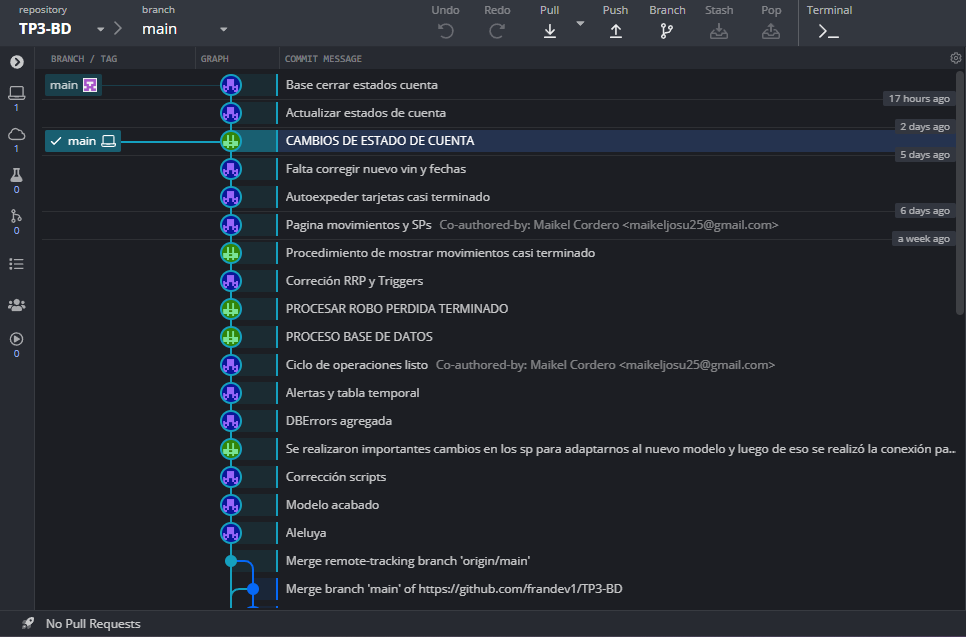 repository
branch
TP3-BD
main
Undo
Redo
Pull
Push
Branch
Stash
Pop
Terminal
BRANCH / TAG
GRAPH
COMMIT MESSAGE
main
Base cerrar estados cuenta
17 hours ago
1
Actualizar estados de cuenta
2 days ago
main
CAMBIOS DE ESTADO DE CUENTA
1
5 days ago
Falta corregir nuevo vin y fechas
0
Autoexpeder tarjetas casi terminado
6 days ago
Pagina movimientos y SPs Co-authored-by: Maikel Cordero <maikeljosu25@gmail.com>
0
a week ago
Procedimiento de mostrar movimientos casi terminado
Correción RRP y Triggers
PROCESAR ROBO PERDIDA TERMINADO
PROCESO BASE DE DATOS
0
Ciclo de operaciones listo Co-authored-by: Maikel Cordero <maikeljosu25@gmail.com>
Alertas y tabla temporal
DBErrors agregada
Se realizaron importantes cambios en los sp para adaptarnos al nuevo modelo y luego de eso se realizó la conexión pa...
Corrección scripts
Modelo acabado
Aleluya
Merge remote-tracking branch 'origin/main'
Merge branch 'main' of https://github.com/frandev1/TP3-BD
No Pull Requests